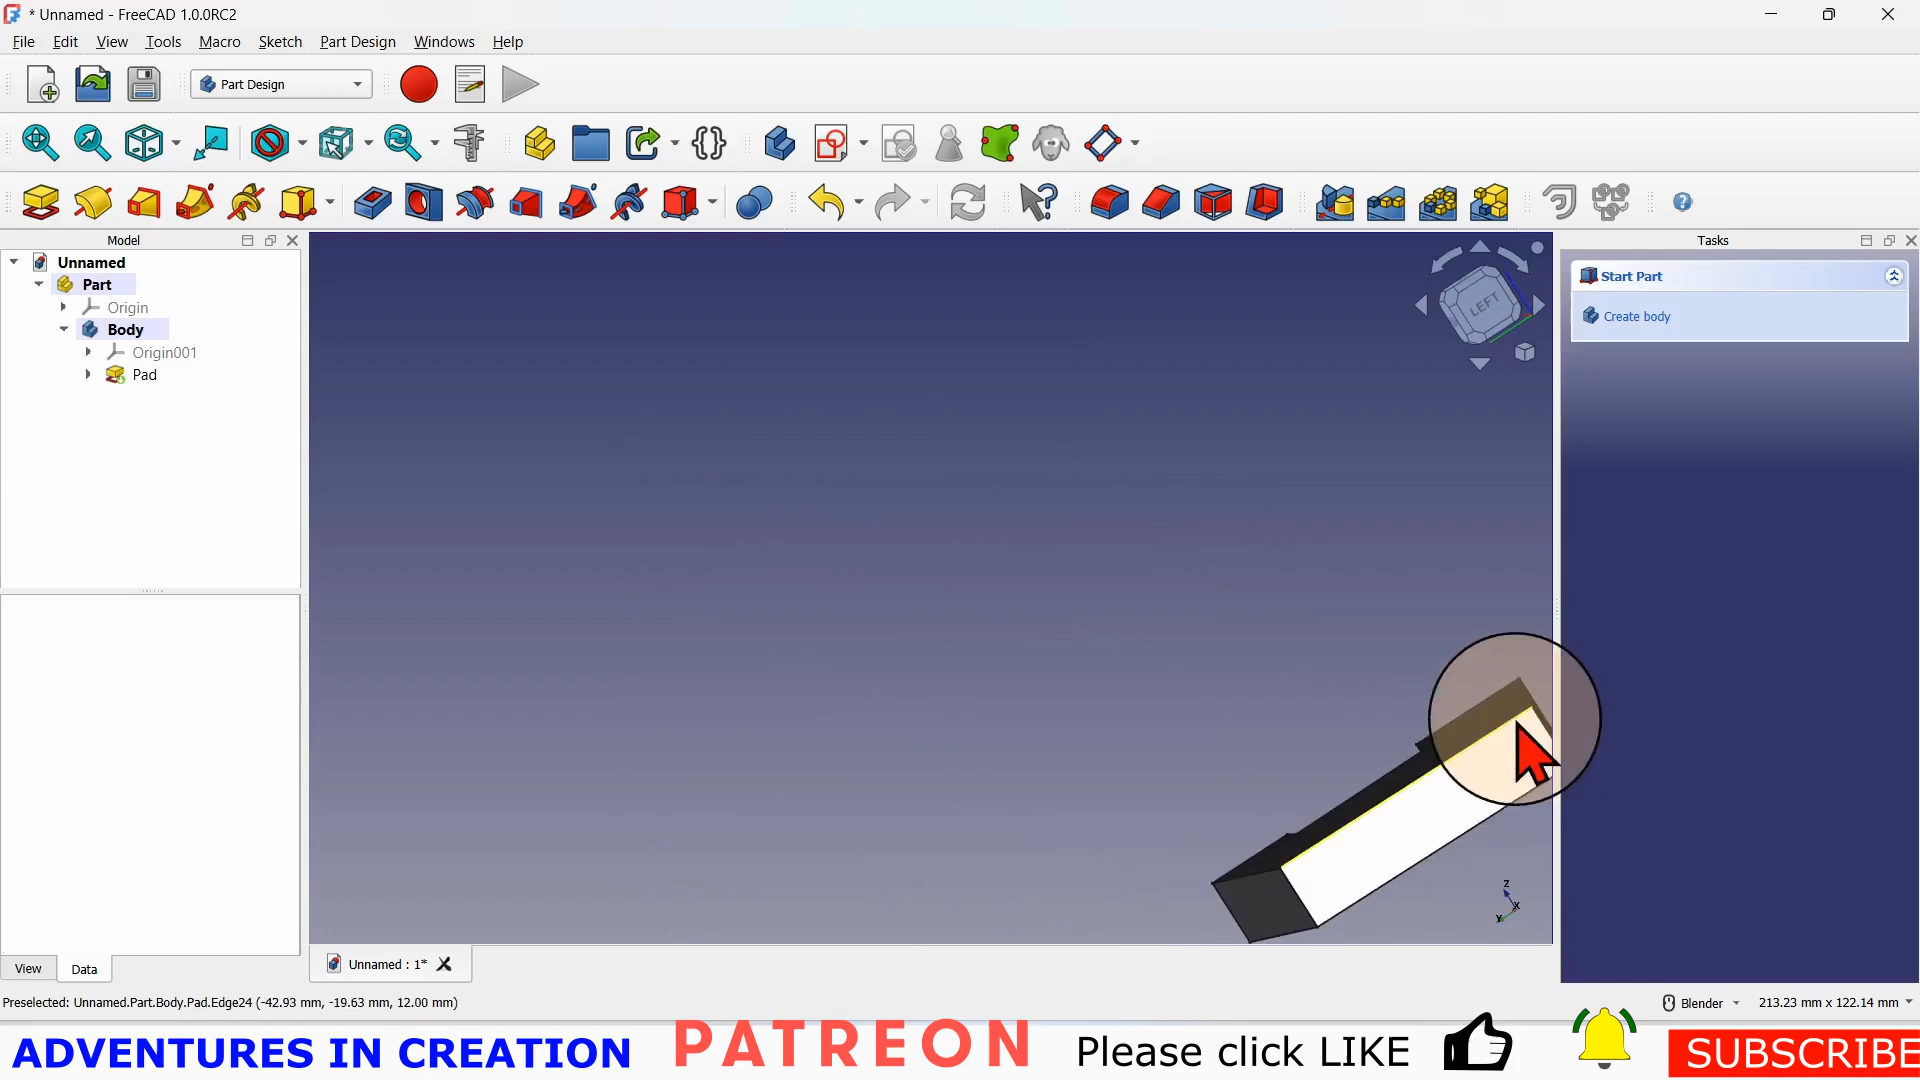 * Unnamed - FreeCAD 1.0.0RC2
File Edit View Tools Macro Sketch Part Design Windows Help
Part Design
Model
Tasks
Unnamed
Part
Origin
Body
Origin001
Pad
LEFT
Start Part
Create body
Z
X
Y
View Data
Unnamed : 1*
Preselected: Unnamed.Part.Body.Pad.Edge24 (-42.93 mm, -19.63 mm, 12.00 mm)
Blender
213.23 mm x 122.14 mm
ADVENTURES IN CREATION PATREON Please click LIKE SUBSCRIBE